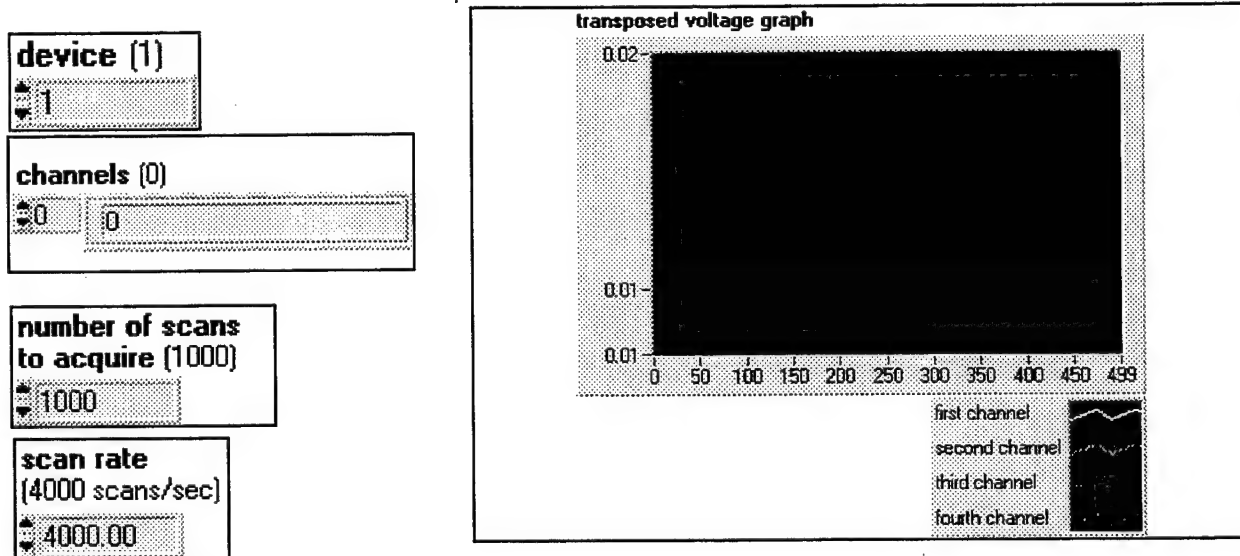 device (1)
1
channels (0)
0
0
number of scans
to acquire (1000)
1000
scan rate
(4000 scans/sec)
4000.00
transposed voltage graph
0.02
0.01
0.01
0 50 100 150 200 250 300 350 400 450 499
first channel
second channel
third channel
fourth channel